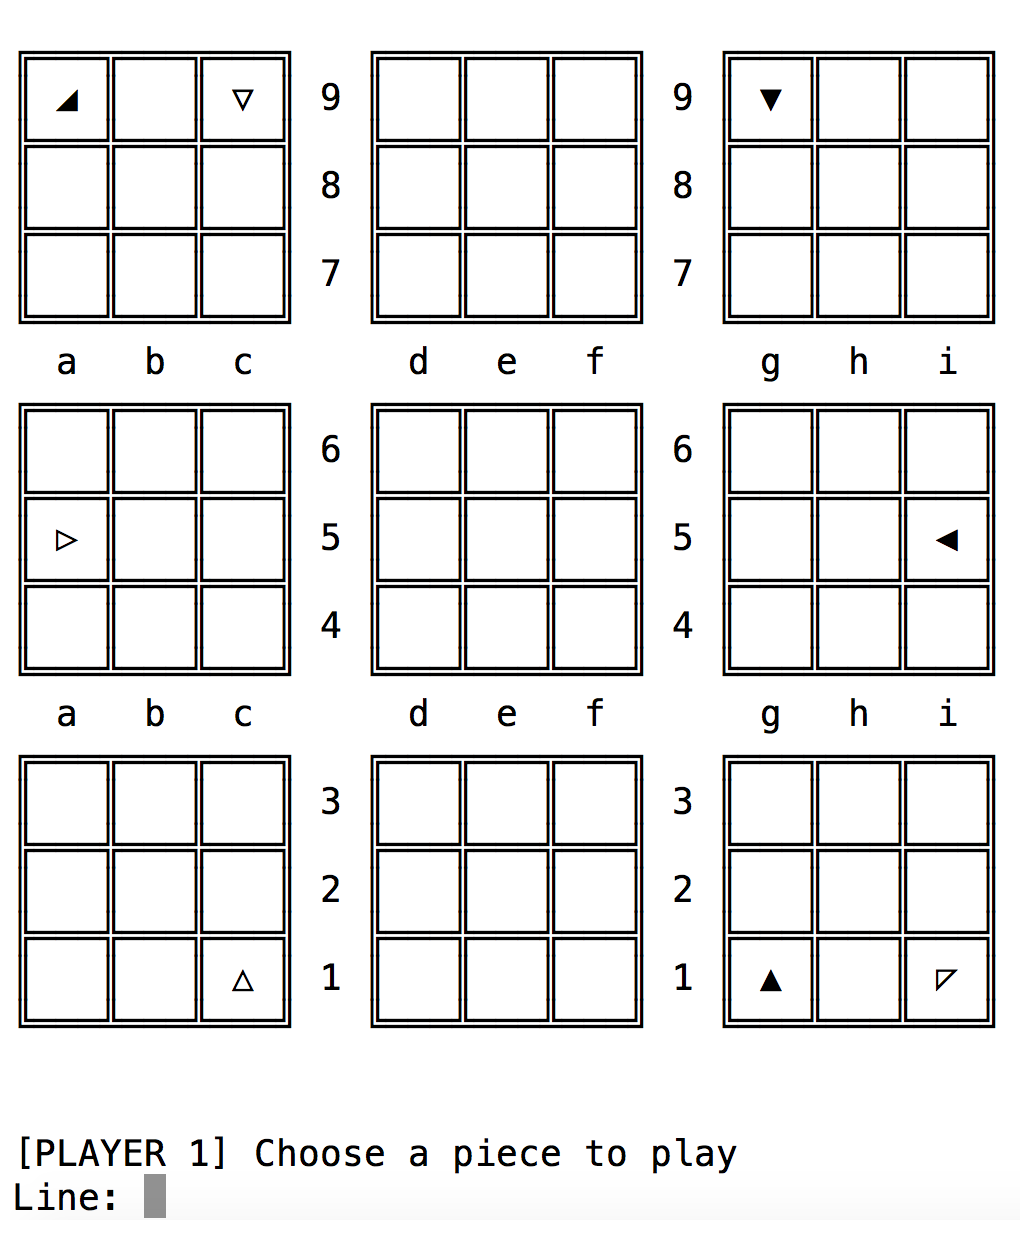 ◢ ▽ 9 9 ▼
8 8
7 7
a b c d e f g h i
6 6
▷ 5 5 ◀
4 4
a b c d e f g h i
3 3
2 2
△ 1 1 ▲ ◸
[PLAYER 1] Choose a piece to play
Line: